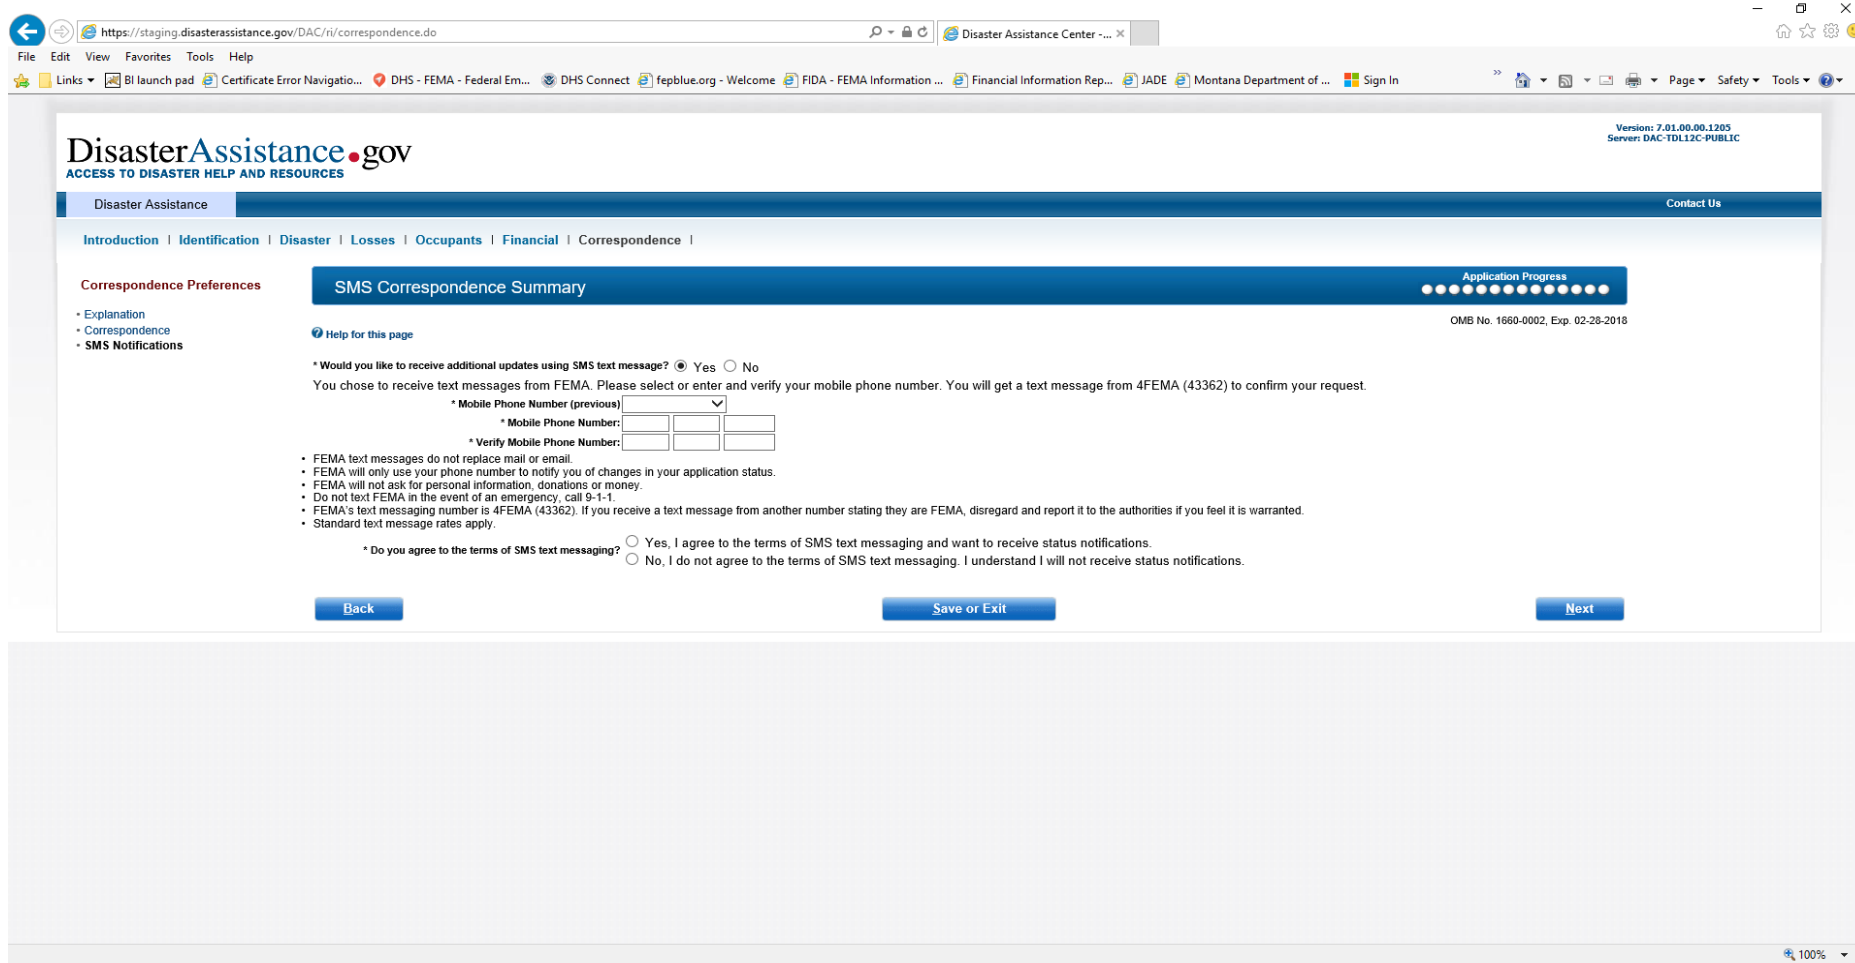 https://staging.disasterassistance.gov/DAC/ri/correspondence.do
Disaster Assistance Center -...
File Edit View Favorites Tools Help
Links BI launch pad Certificate Error Navigatio... DHS - FEMA - Federal Em... DHS Connect fepblue.org - Welcome FIDA - FEMA Information ... Financial Information Rep... JADE Montana Department of ... Sign In » Page Safety Tools
Version: 7.01.00.00.1205
Server: DAC-TDL12C-PUBLIC
DisasterAssistance.gov
ACCESS TO DISASTER HELP AND RESOURCES
Disaster Assistance Contact Us
Introduction | Identification | Disaster | Losses | Occupants | Financial | Correspondence |
Correspondence Preferences
• Explanation
• Correspondence
• SMS Notifications
SMS Correspondence Summary
Application Progress
OMB No. 1660-0002, Exp. 02-28-2018
Help for this page
* Would you like to receive additional updates using SMS text message? Yes No
You chose to receive text messages from FEMA. Please select or enter and verify your mobile phone number. You will get a text message from 4FEMA (43362) to confirm your request.
* Mobile Phone Number (previous)
* Mobile Phone Number:
* Verify Mobile Phone Number:
• FEMA text messages do not replace mail or email.
• FEMA will only use your phone number to notify you of changes in your application status.
• FEMA will not ask for personal information, donations or money.
• Do not text FEMA in the event of an emergency, call 9-1-1.
• FEMA's text messaging number is 4FEMA (43362). If you receive a text message from another number stating they are FEMA, disregard and report it to the authorities if you feel it is warranted.
• Standard text message rates apply.
* Do you agree to the terms of SMS text messaging?
Yes, I agree to the terms of SMS text messaging and want to receive status notifications.
No, I do not agree to the terms of SMS text messaging. I understand I will not receive status notifications.
Back Save or Exit Next
100%